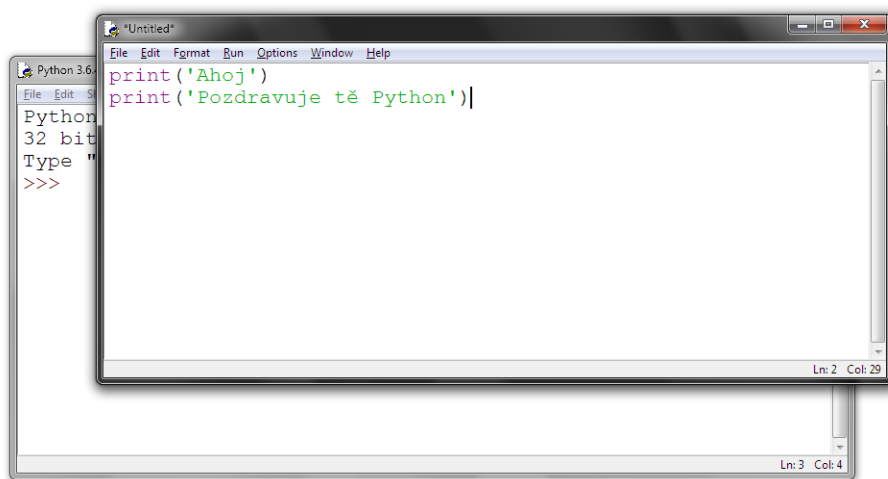 *Untitled*
File Edit Format Run Options Window Help
print('Ahoj')
print('Pozdravuje tě Python')
Ln: 2 Col: 29
Python 3.6.
File Edit
Python
32 bit
Type "
>>>
Ln: 3 Col: 4